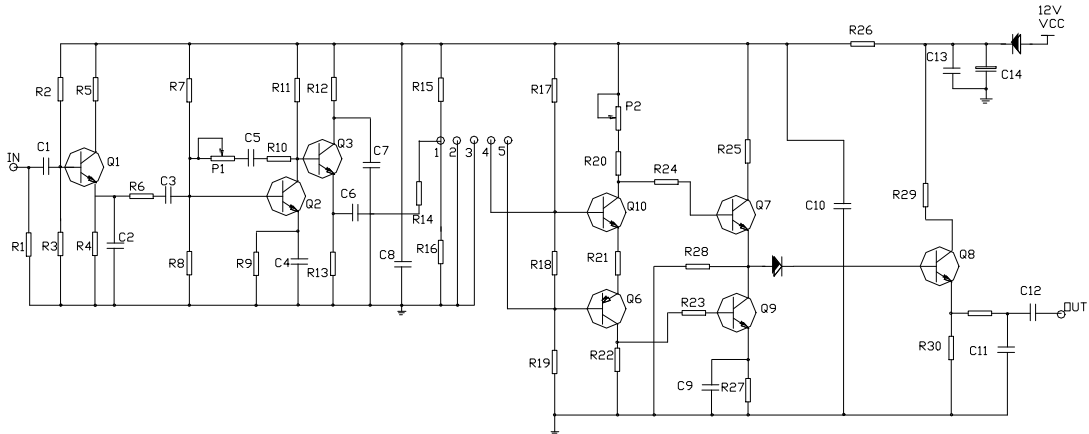 12V
VCC
R26
C13
C14
R2
R5
R7
R11
R12
R15
R17
P2
R25
IN
C1
Q1
P1
C5
R10
Q3
C7
1
2
3
4
5
R20
R24
R6
C3
Q2
C6
R14
Q10
Q7
C10
R29
R1
R3
R4
C2
R8
R9
C4
R13
C8
R16
R18
R21
R28
Q8
Q6
R23
Q9
C12
OUT
R19
R22
C9
R27
R30
C11